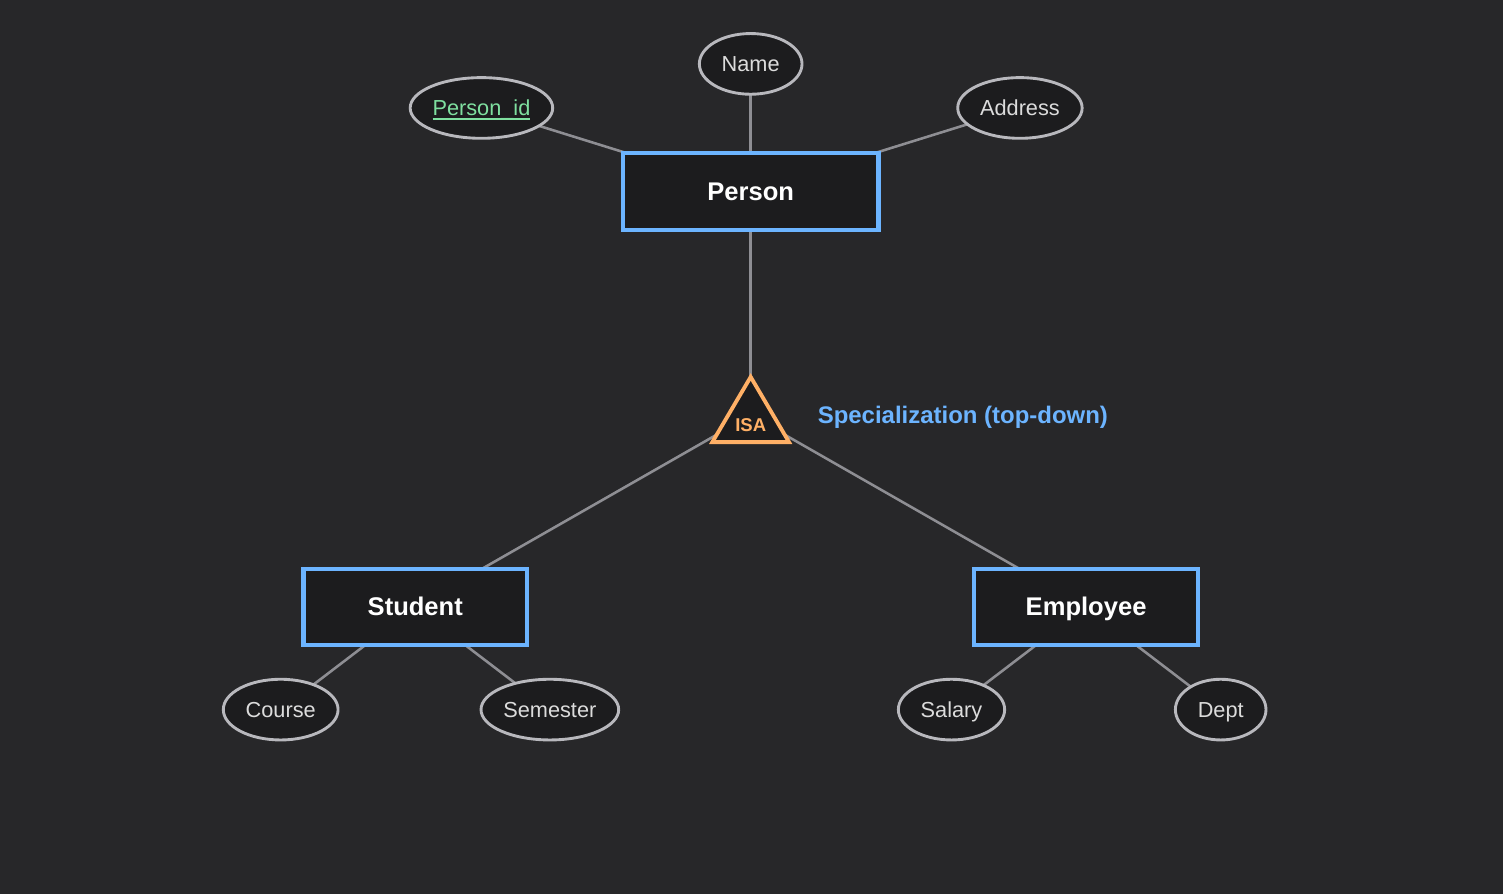 Name
Person_id
Address
Person
ISA
Specialization (top-down)
Student
Employee
Course
Semester
Salary
Dept